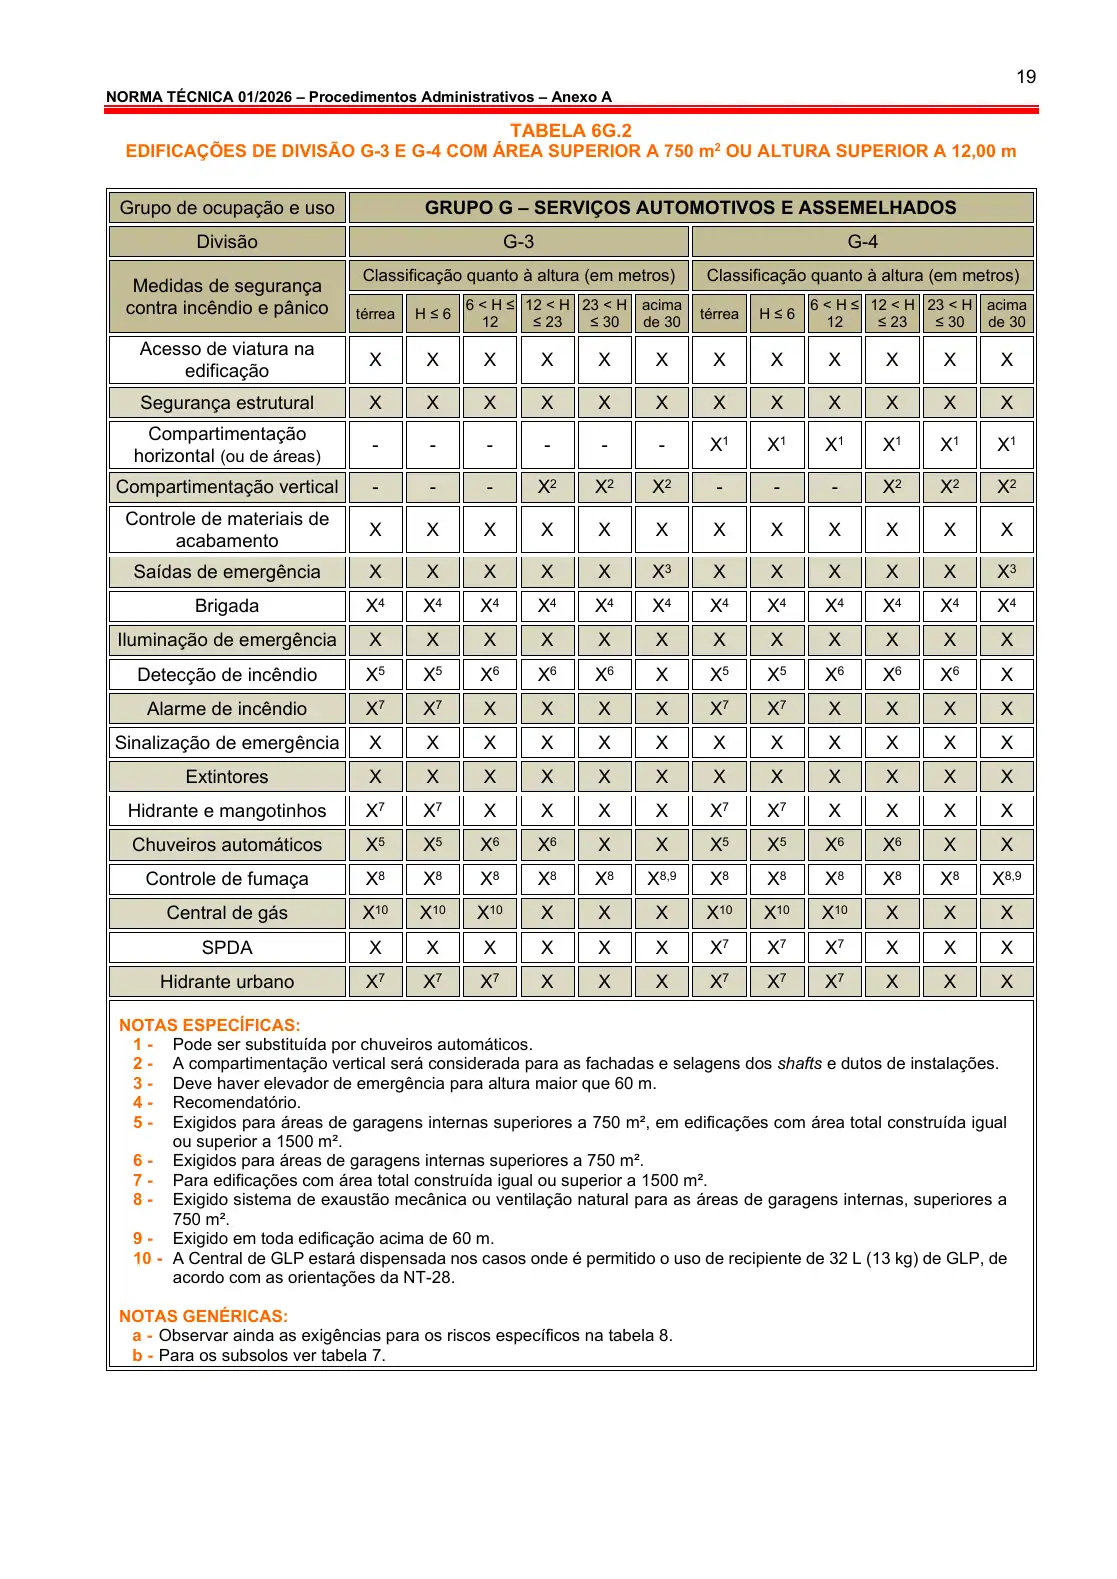 19
NORMA TÉCNICA 01/2026 – Procedimentos Administrativos – Anexo A
TABELA 6G.2
EDIFICAÇÕES DE DIVISÃO G-3 E G-4 COM ÁREA SUPERIOR A 750 m² OU ALTURA SUPERIOR A 12,00 m
Grupo de ocupação e uso GRUPO G – SERVIÇOS AUTOMOTIVOS E ASSEMELHADOS
Divisão G-3 G-4
Medidas de segurança contra incêndio e pânico Classificação quanto à altura (em metros) Classificação quanto à altura (em metros)
térrea H ≤ 6 6 < H ≤ 12 12 < H ≤ 23 23 < H ≤ 30 acima de 30 térrea H ≤ 6 6 < H ≤ 12 12 < H ≤ 23 23 < H ≤ 30 acima de 30
Acesso de viatura na edificação X X X X X X X X X X X X
Segurança estrutural X X X X X X X X X X X X
Compartimentação horizontal (ou de áreas) - - - - - - X¹ X¹ X¹ X¹ X¹ X¹
Compartimentação vertical - - - X² X² X² - - - X² X² X²
Controle de materiais de acabamento X X X X X X X X X X X X
Saídas de emergência X X X X X X³ X X X X X X³
Brigada X⁴ X⁴ X⁴ X⁴ X⁴ X⁴ X⁴ X⁴ X⁴ X⁴ X⁴ X⁴
Iluminação de emergência X X X X X X X X X X X X
Detecção de incêndio X⁵ X⁵ X⁶ X⁶ X⁶ X X⁵ X⁵ X⁶ X⁶ X⁶ X
Alarme de incêndio X⁷ X⁷ X X X X X⁷ X⁷ X X X X
Sinalização de emergência X X X X X X X X X X X X
Extintores X X X X X X X X X X X X
Hidrante e mangotinhos X⁷ X⁷ X X X X X⁷ X⁷ X X X X
Chuveiros automáticos X⁵ X⁵ X⁶ X⁶ X X X⁵ X⁵ X⁶ X⁶ X X
Controle de fumaça X⁸ X⁸ X⁸ X⁸ X⁸ X⁸,⁹ X⁸ X⁸ X⁸ X⁸ X⁸ X⁸,⁹
Central de gás X¹⁰ X¹⁰ X¹⁰ X X X X¹⁰ X¹⁰ X¹⁰ X X X
SPDA X X X X X X X⁷ X⁷ X⁷ X X X
Hidrante urbano X⁷ X⁷ X⁷ X X X X⁷ X⁷ X⁷ X X X
NOTAS ESPECÍFICAS:
1 - Pode ser substituída por chuveiros automáticos.
2 - A compartimentação vertical será considerada para as fachadas e selagens dos shafts e dutos de instalações.
3 - Deve haver elevador de emergência para altura maior que 60 m.
4 - Recomendatório.
5 - Exigidos para áreas de garagens internas superiores a 750 m², em edificações com área total construída igual
ou superior a 1500 m².
6 - Exigidos para áreas de garagens internas superiores a 750 m².
7 - Para edificações com área total construída igual ou superior a 1500 m².
8 - Exigido sistema de exaustão mecânica ou ventilação natural para as áreas de garagens internas, superiores a
750 m².
9 - Exigido em toda edificação acima de 60 m.
10 - A Central de GLP estará dispensada nos casos onde é permitido o uso de recipiente de 32 L (13 kg) de GLP, de
acordo com as orientações da NT-28.
NOTAS GENÉRICAS:
a - Observar ainda as exigências para os riscos específicos na tabela 8.
b - Para os subsolos ver tabela 7.